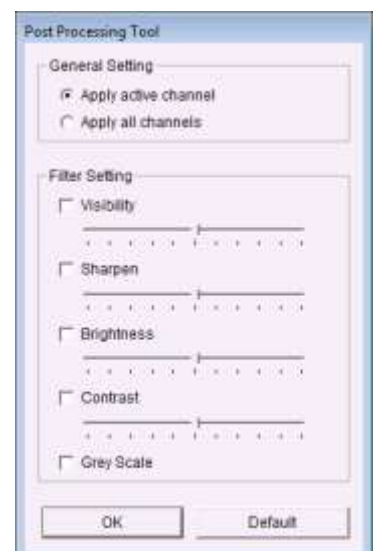 Post Processing Tool
General Setting
Apply active channel
Apply all channels
Filter Setting
Visibility
Sharpen
Brightness
Contrast
Grey Scale
OK
Default